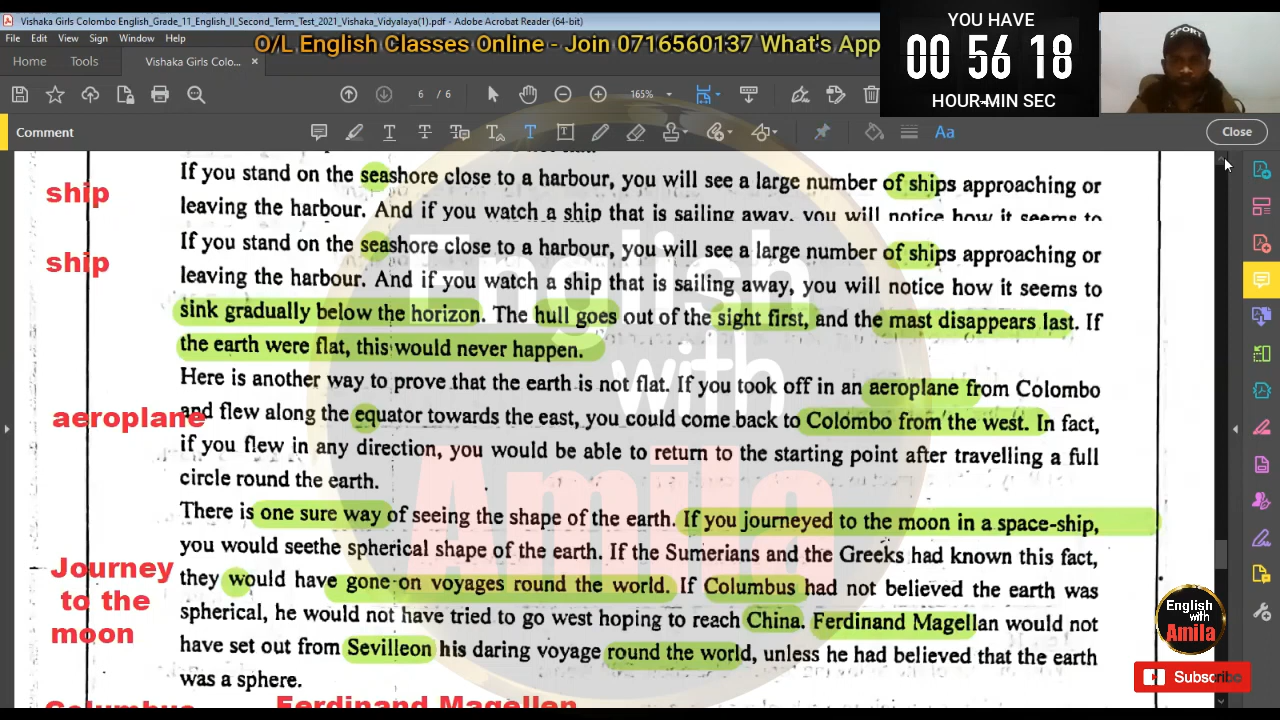 Vishaka Girls Colombo English_Grade_11_English_II_Second_Term_Test_2021_Vishaka_Vidyalaya(1).pdf - Adobe Acrobat Reader (64-bit)
File Edit View Sign Window Help
O/L English Classes Online - Join 0716560137 What's App
YOU HAVE
00 56 18
HOUR MIN SEC
SPORT
Home Tools Vishaka Girls Colo... ×
6 / 6 165%
Comment
Close
If you stand on the seashore close to a harbour, you will see a large number of ships approaching or
ship
leaving the harbour. And if you watch a ship that is sailing away, you will notice how it seems to
If you stand on the seashore close to a harbour, you will see a large number of ships approaching or
ship
leaving the harbour. And if you watch a ship that is sailing away, you will notice how it seems to
sink gradually below the horizon. The hull goes out of the sight first, and the mast disappears last. If
the earth were flat, this would never happen.
Here is another way to prove that the earth is not flat. If you took off in an aeroplane from Colombo
aeroplane
and flew along the equator towards the east, you could come back to Colombo from the west. In fact,
if you flew in any direction, you would be able to return to the starting point after travelling a full
circle round the earth.
There is one sure way of seeing the shape of the earth. If you journeyed to the moon in a space-ship,
you would seethe spherical shape of the earth. If the Sumerians and the Greeks had known this fact,
Journey
to the
moon
they would have gone on voyages round the world. If Columbus had not believed the earth was
spherical, he would not have tried to go west hoping to reach China. Ferdinand Magellan would not
have set out from Sevilleon his daring voyage round the world, unless he had believed that the earth
was a sphere.
Columbus
Ferdinand Magellen
English
with
Amila
English
with
Amila
Subscribe